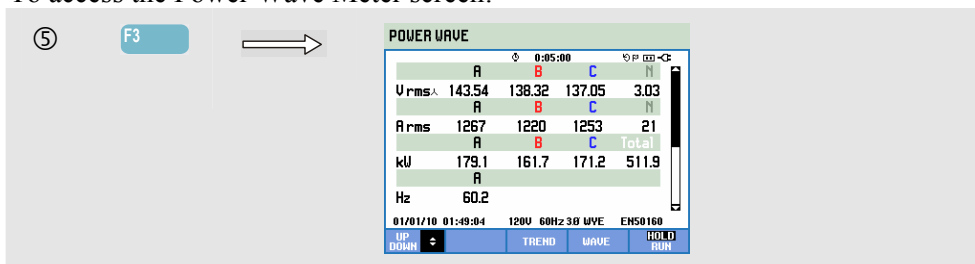 To access the Power Wave Meter screen:
⑤ F3
POWER WAVE
0:05:00
A B C N
V rms⅄ 143.54 138.32 137.05 3.03
A B C N
A rms 1267 1220 1253 21
A B C Total
kW 179.1 161.7 171.2 511.9
A
Hz 60.2
01/01/10 01:49:04 120V 60Hz 3Ø WYE EN50160
UP DOWN TREND WAVE HOLD RUN